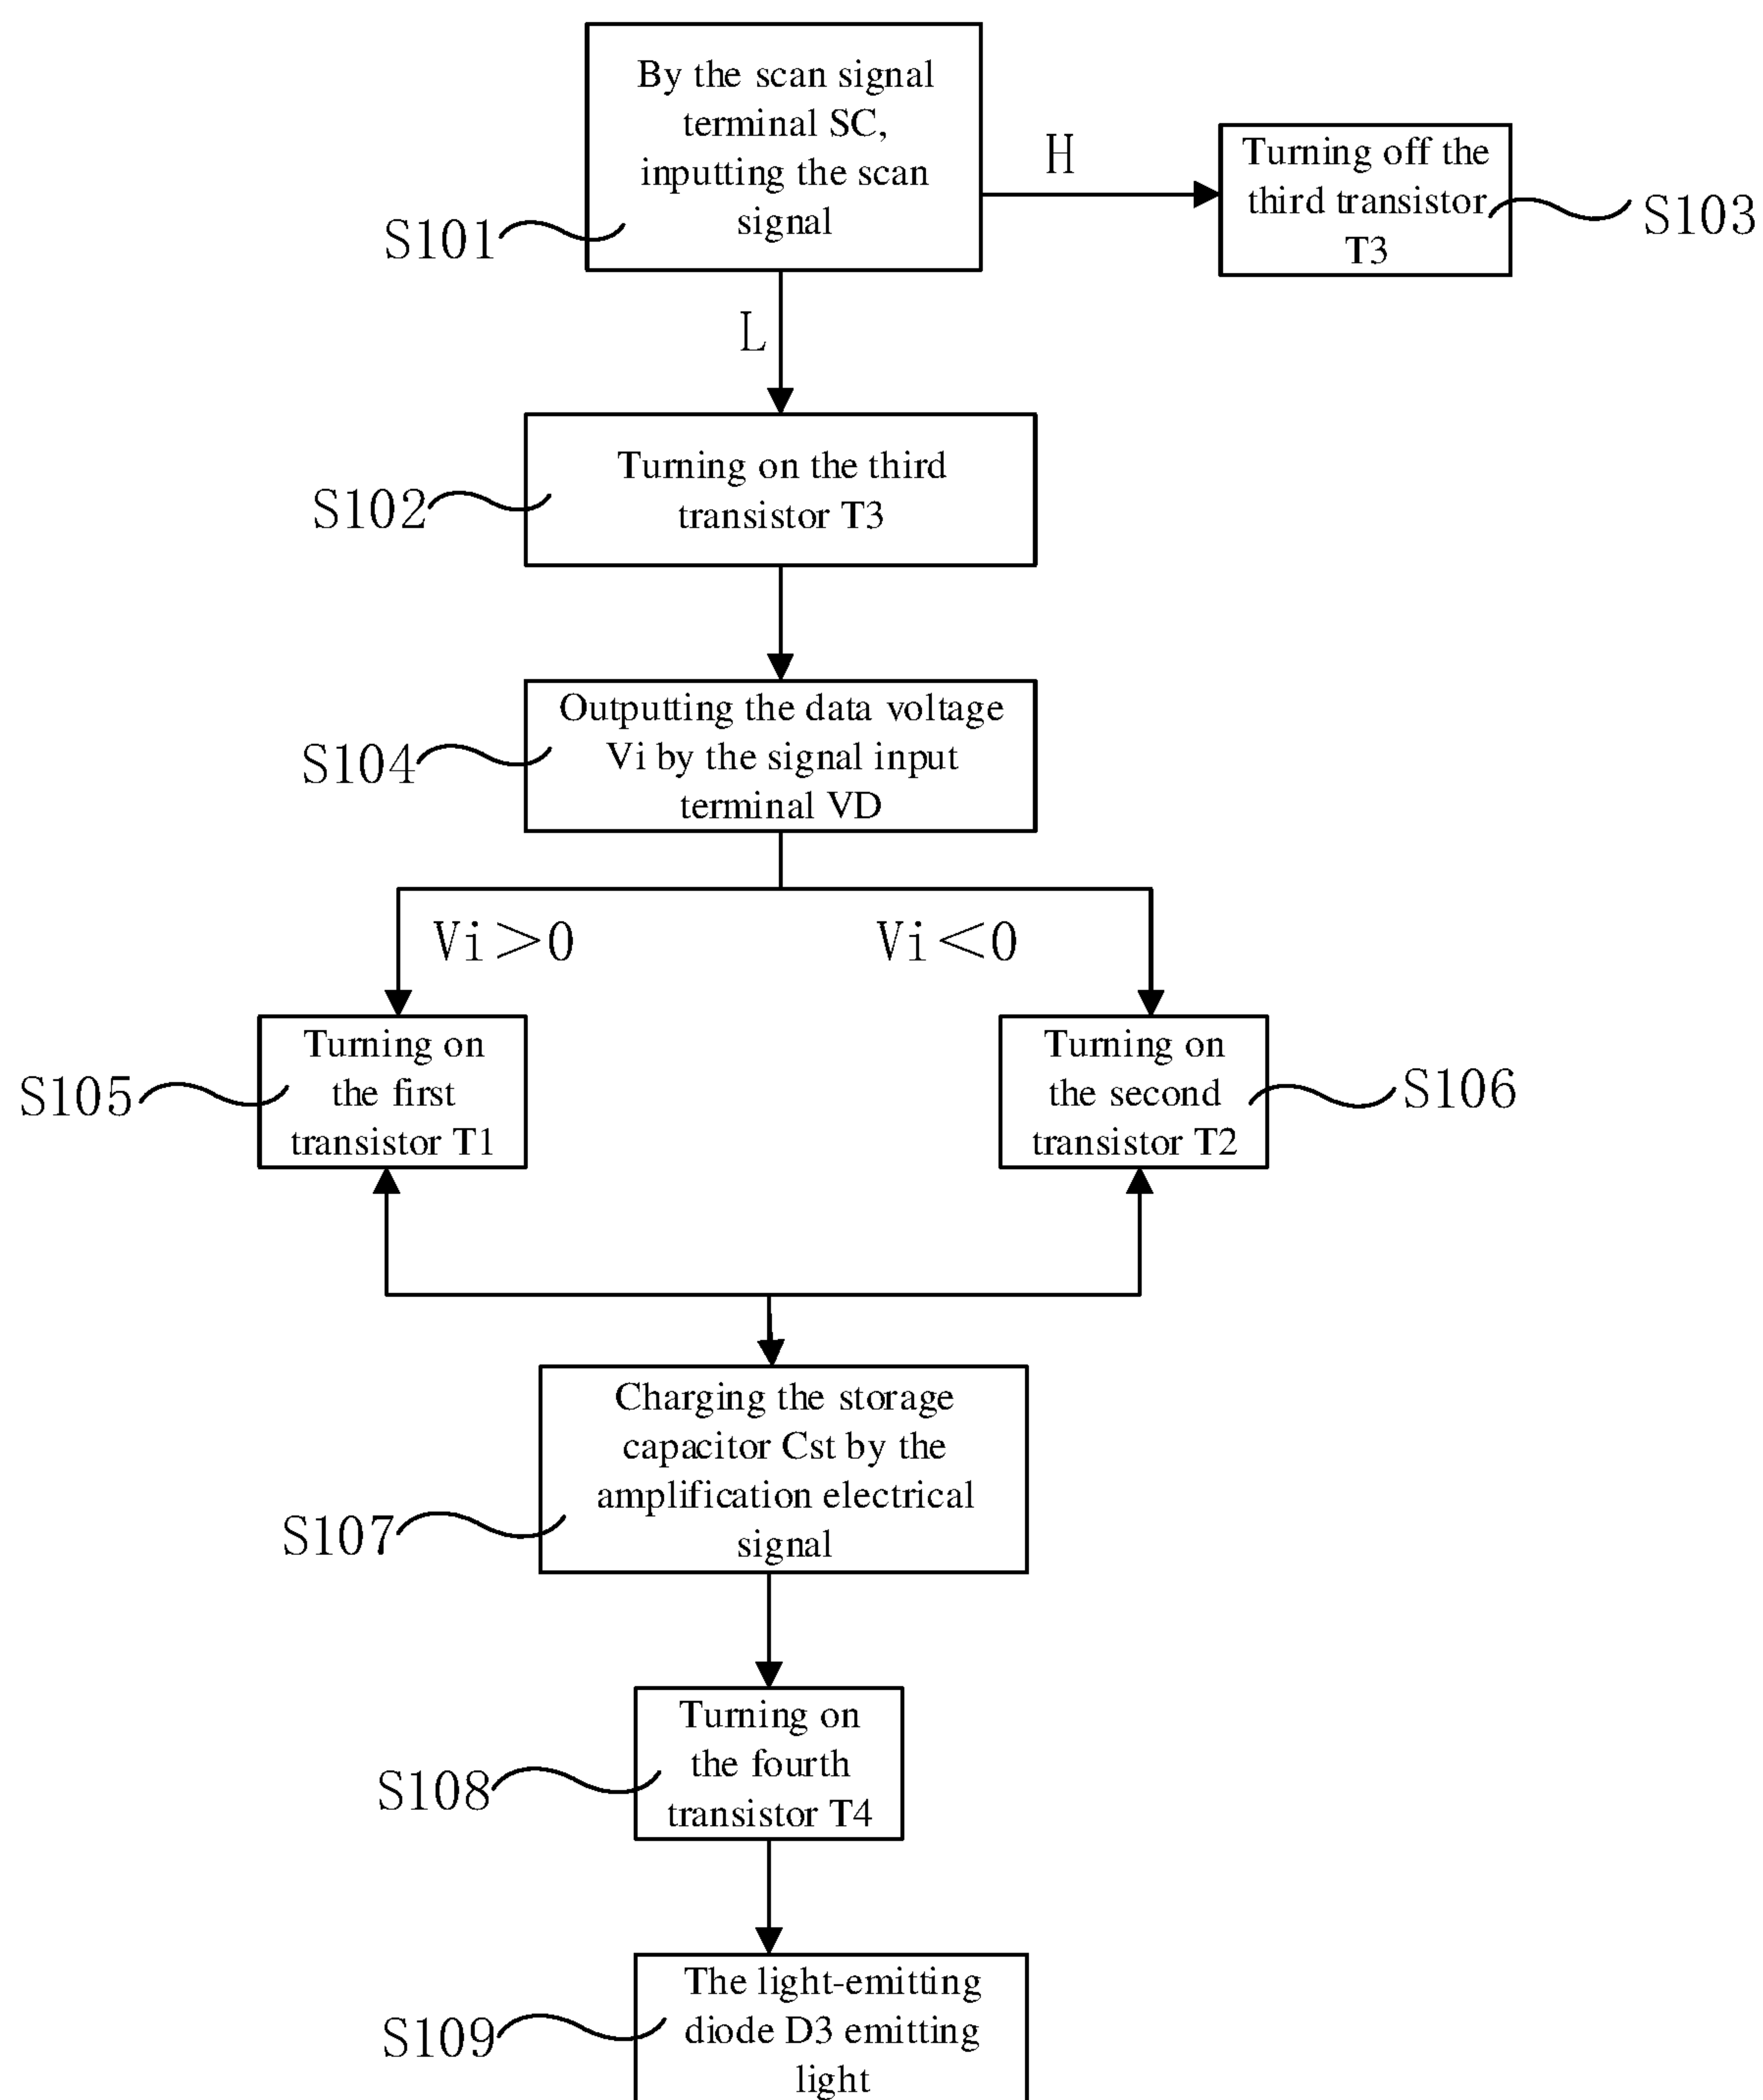 By the scan signal
terminal SC,
inputting the scan
signal
S101
H
Turning off the
third transistor
T3
S103
L
Turning on the third
transistor T3
S102
Outputting the data voltage
Vi by the signal input
terminal VD
S104
Vi>0
Vi<0
Turning on
the first
transistor T1
S105
Turning on
the second
transistor T2
S106
Charging the storage
capacitor Cst by the
amplification electrical
signal
S107
Turning on
the fourth
transistor T4
S108
The light-emitting
diode D3 emitting
light
S109